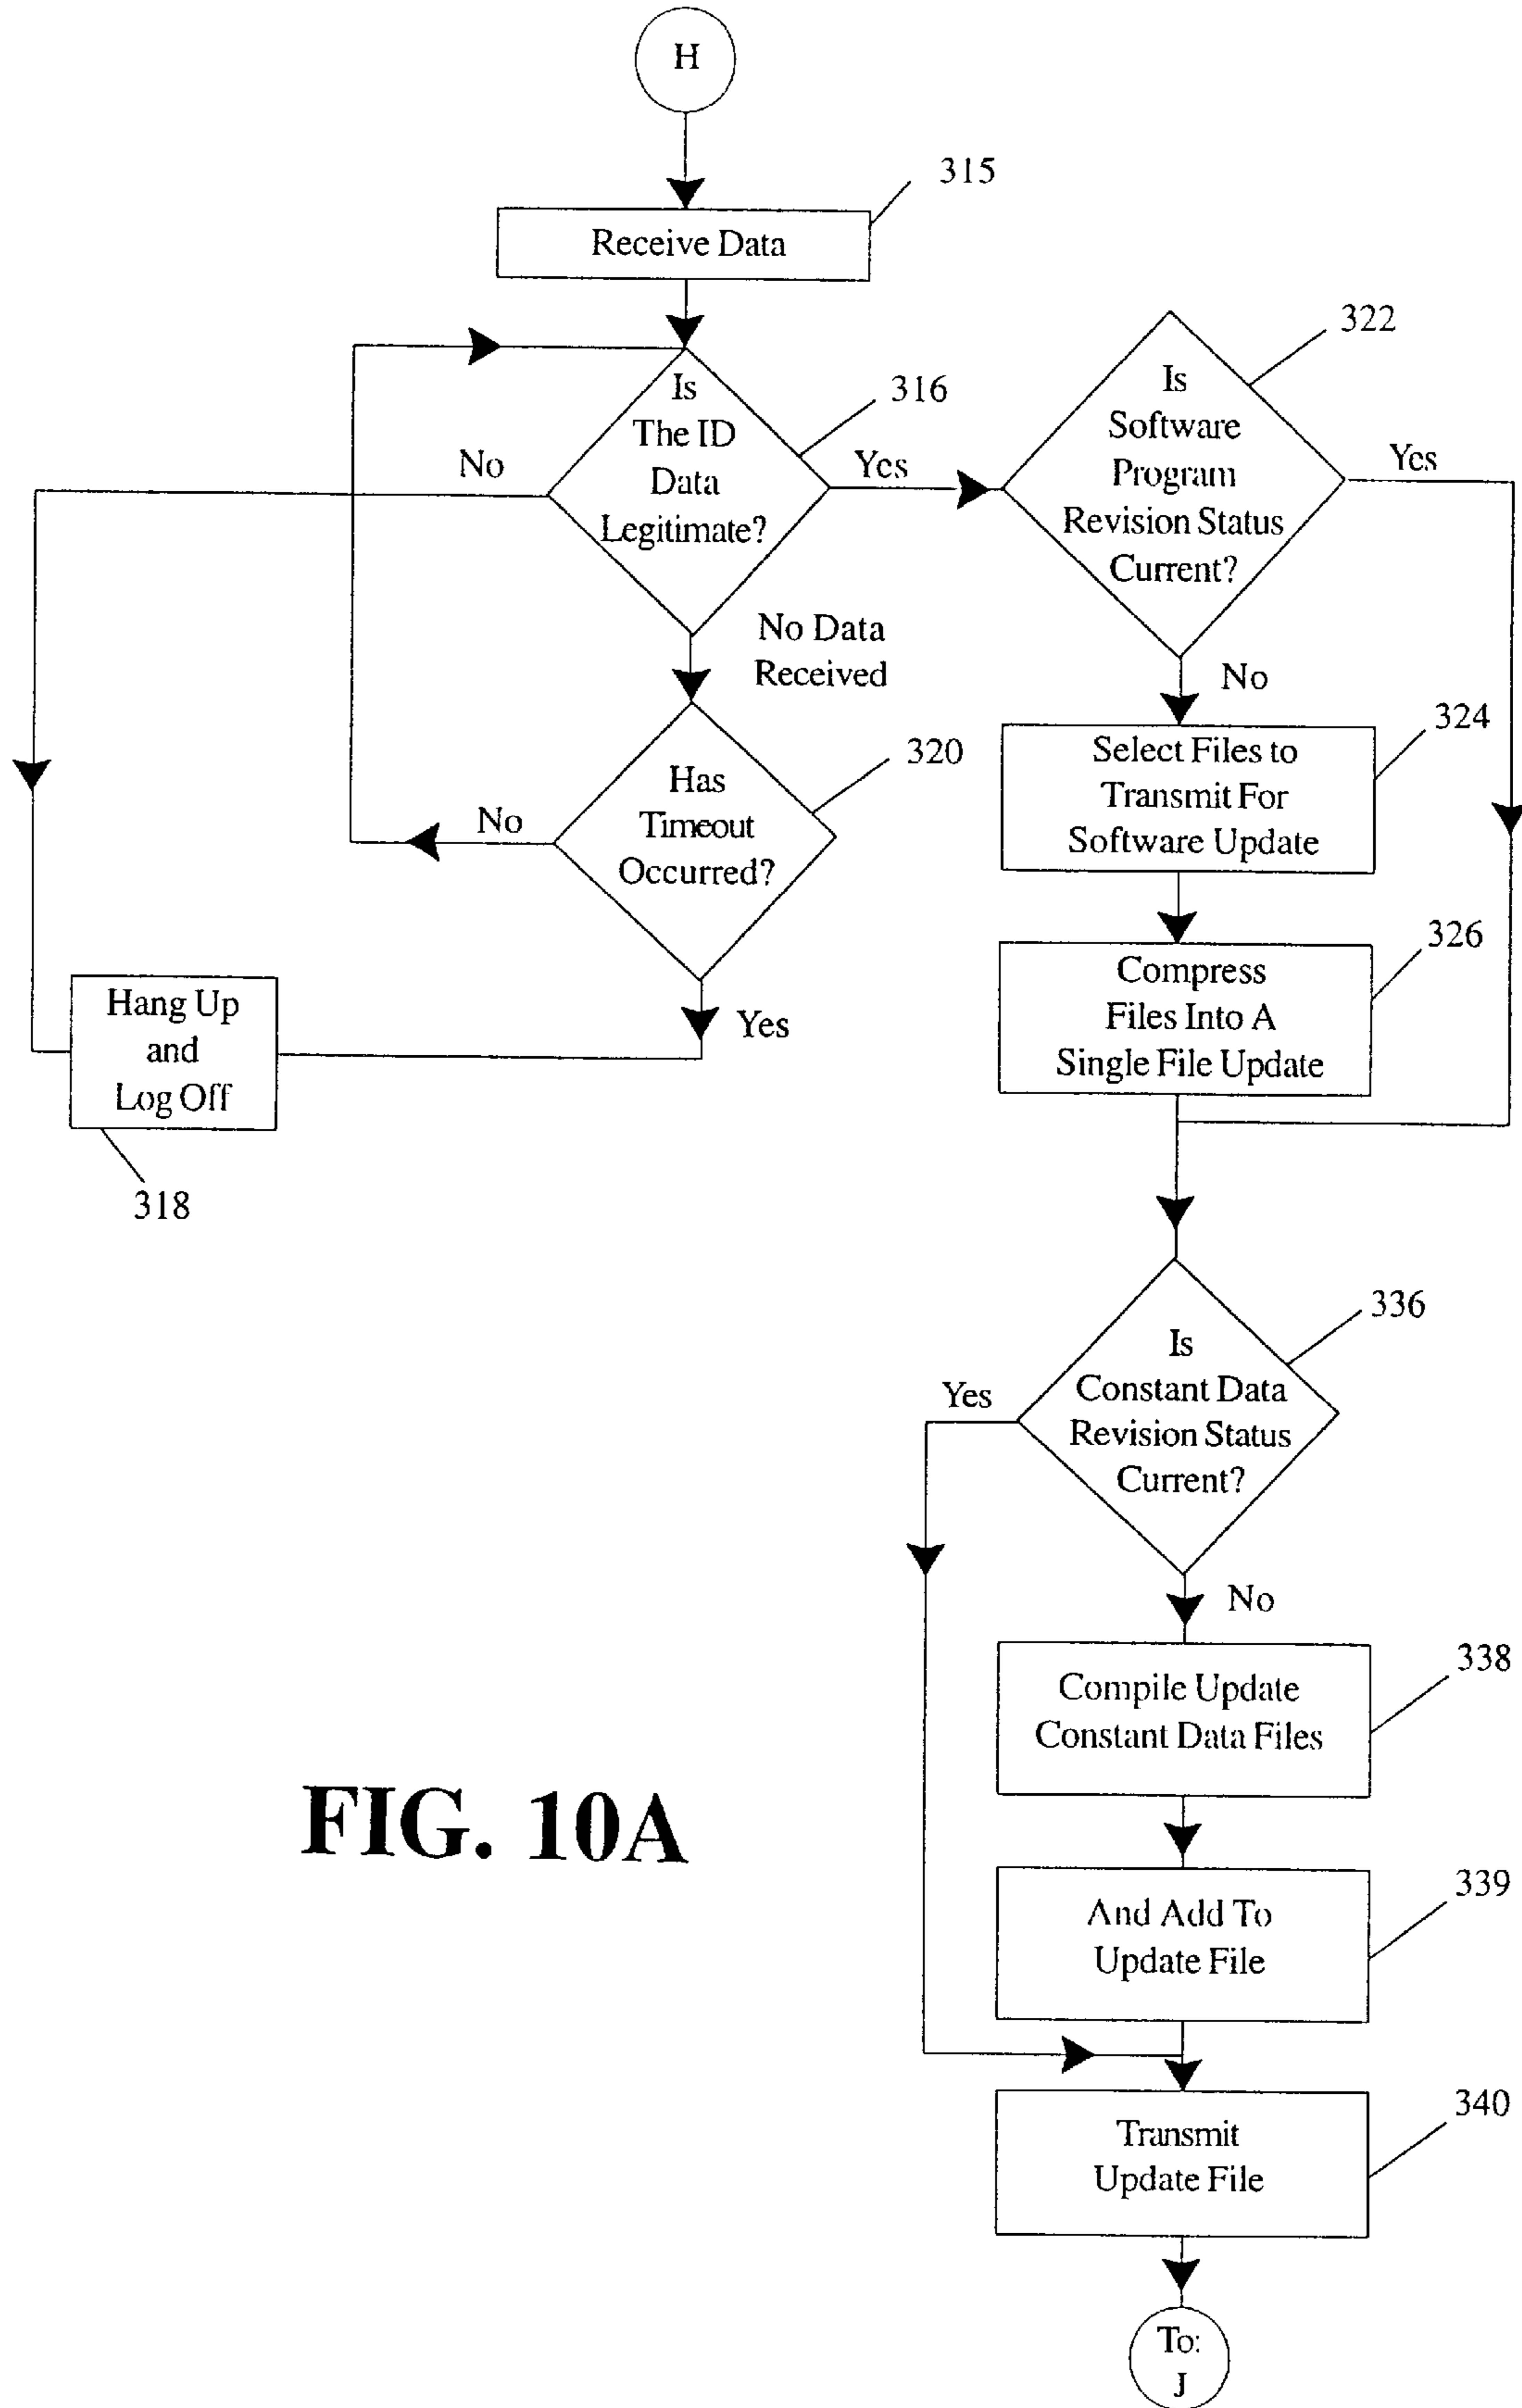 H
315
Receive Data
Is
The ID
Data
Legitimate?
316
No
Yes
No Data
Received
Has
Timeout
Occurred?
320
No
Yes
Hang Up
and
Log Off
318
Is
Software
Program
Revision Status
Current?
322
Yes
No
Select Files to
Transmit For
Software Update
324
Compress
Files Into A
Single File Update
326
Is
Constant Data
Revision Status
Current?
336
Yes
No
Compile Update
Constant Data Files
338
And Add To
Update File
339
Transmit
Update File
340
To:
J
FIG. 10A